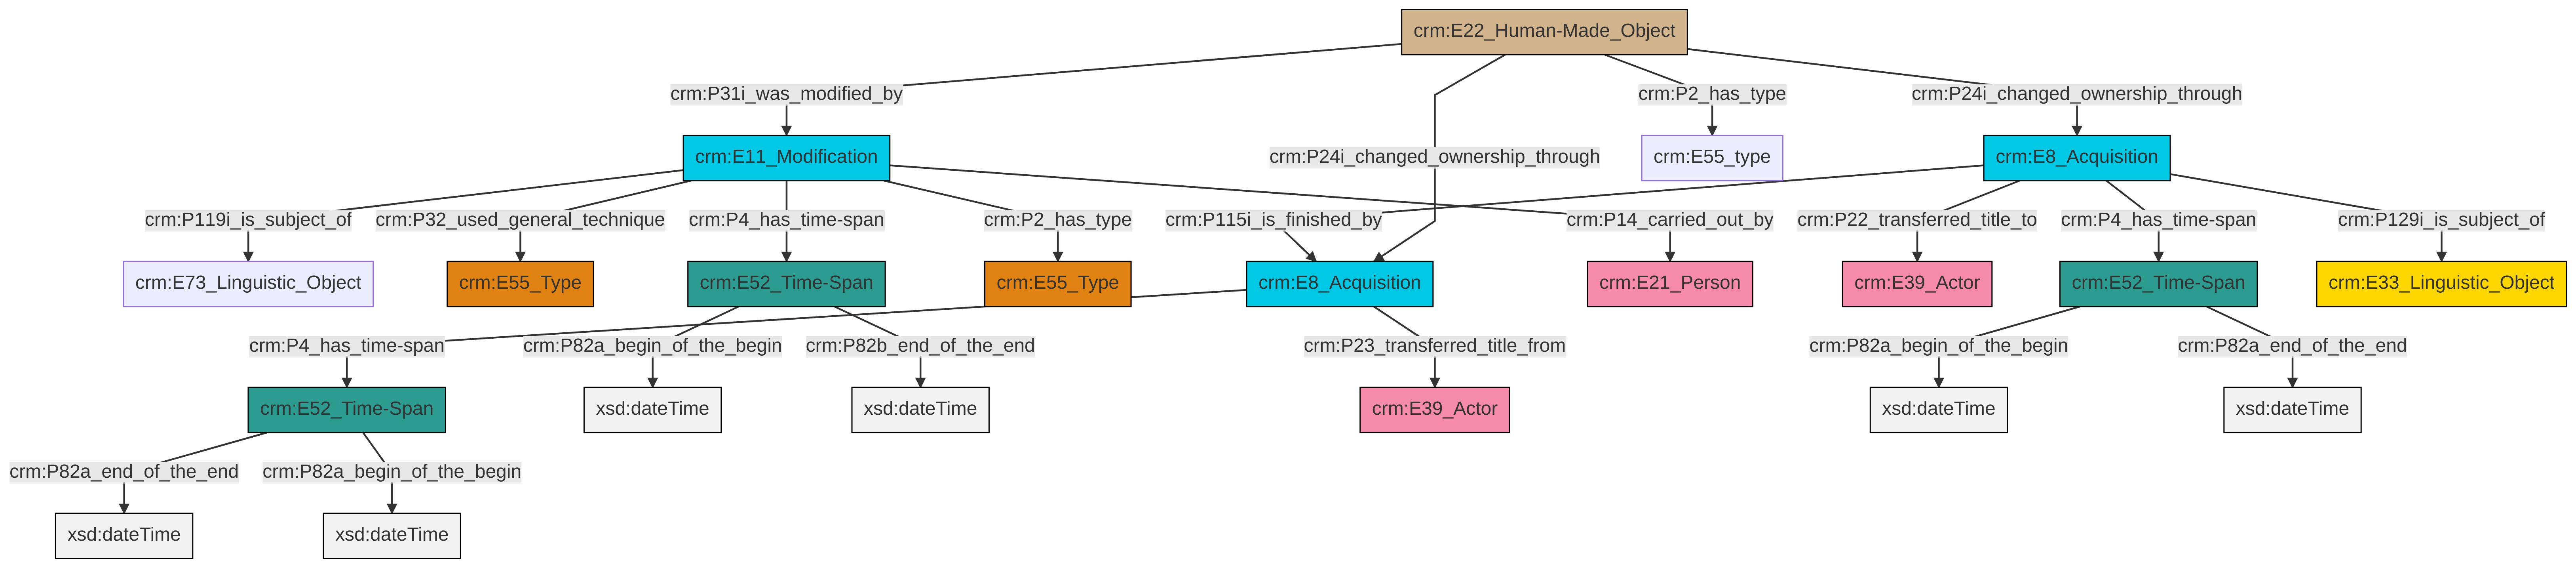 crm:E22_Human-Made_Object
crm:P31i_was_modified_by
crm:P2_has_type
crm:P24i_changed_ownership_through
crm:E11_Modification
crm:P24i_changed_ownership_through
crm:E55_type
crm:E8_Acquisition
crm:P119i_is_subject_of
crm:P32_used_general_technique
crm:P4_has_time-span
crm:P2_has_type
crm:P115i_is_finished_by
crm:P14_carried_out_by
crm:P22_transferred_title_to
crm:P4_has_time-span
crm:P129i_is_subject_of
crm:E73_Linguistic_Object
crm:E55_Type
crm:E52_Time-Span
crm:E55_Type
crm:E8_Acquisition
crm:E21_Person
crm:E39_Actor
crm:E52_Time-Span
crm:E33_Linguistic_Object
crm:P4_has_time-span
crm:P82a_begin_of_the_begin
crm:P82b_end_of_the_end
crm:P23_transferred_title_from
crm:P82a_begin_of_the_begin
crm:P82a_end_of_the_end
crm:E52_Time-Span
xsd:dateTime
xsd:dateTime
crm:E39_Actor
xsd:dateTime
xsd:dateTime
crm:P82a_end_of_the_end
crm:P82a_begin_of_the_begin
xsd:dateTime
xsd:dateTime